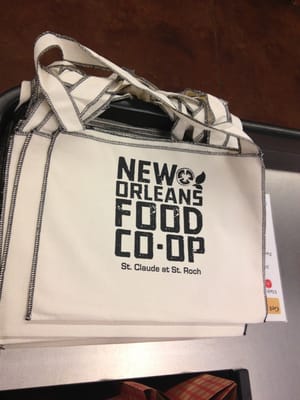 NEW
ORLEANS
FOOD
CO-OP
St. Claude at St. Roch